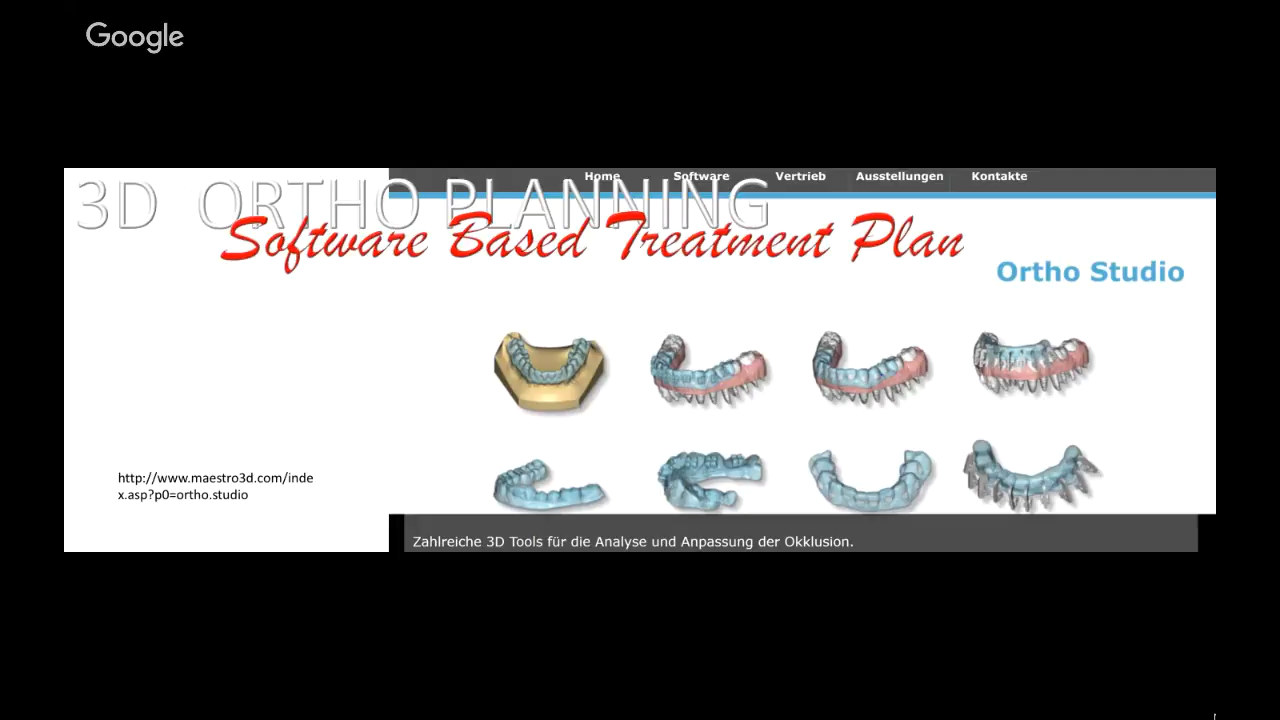 Google
Home Software Vertrieb Ausstellungen Kontakte
3D ORTHO PLANNING
Software Based Treatment Plan
Ortho Studio
http://www.maestro3d.com/inde
x.asp?p0=ortho.studio
Zahlreiche 3D Tools für die Analyse und Anpassung der Okklusion.